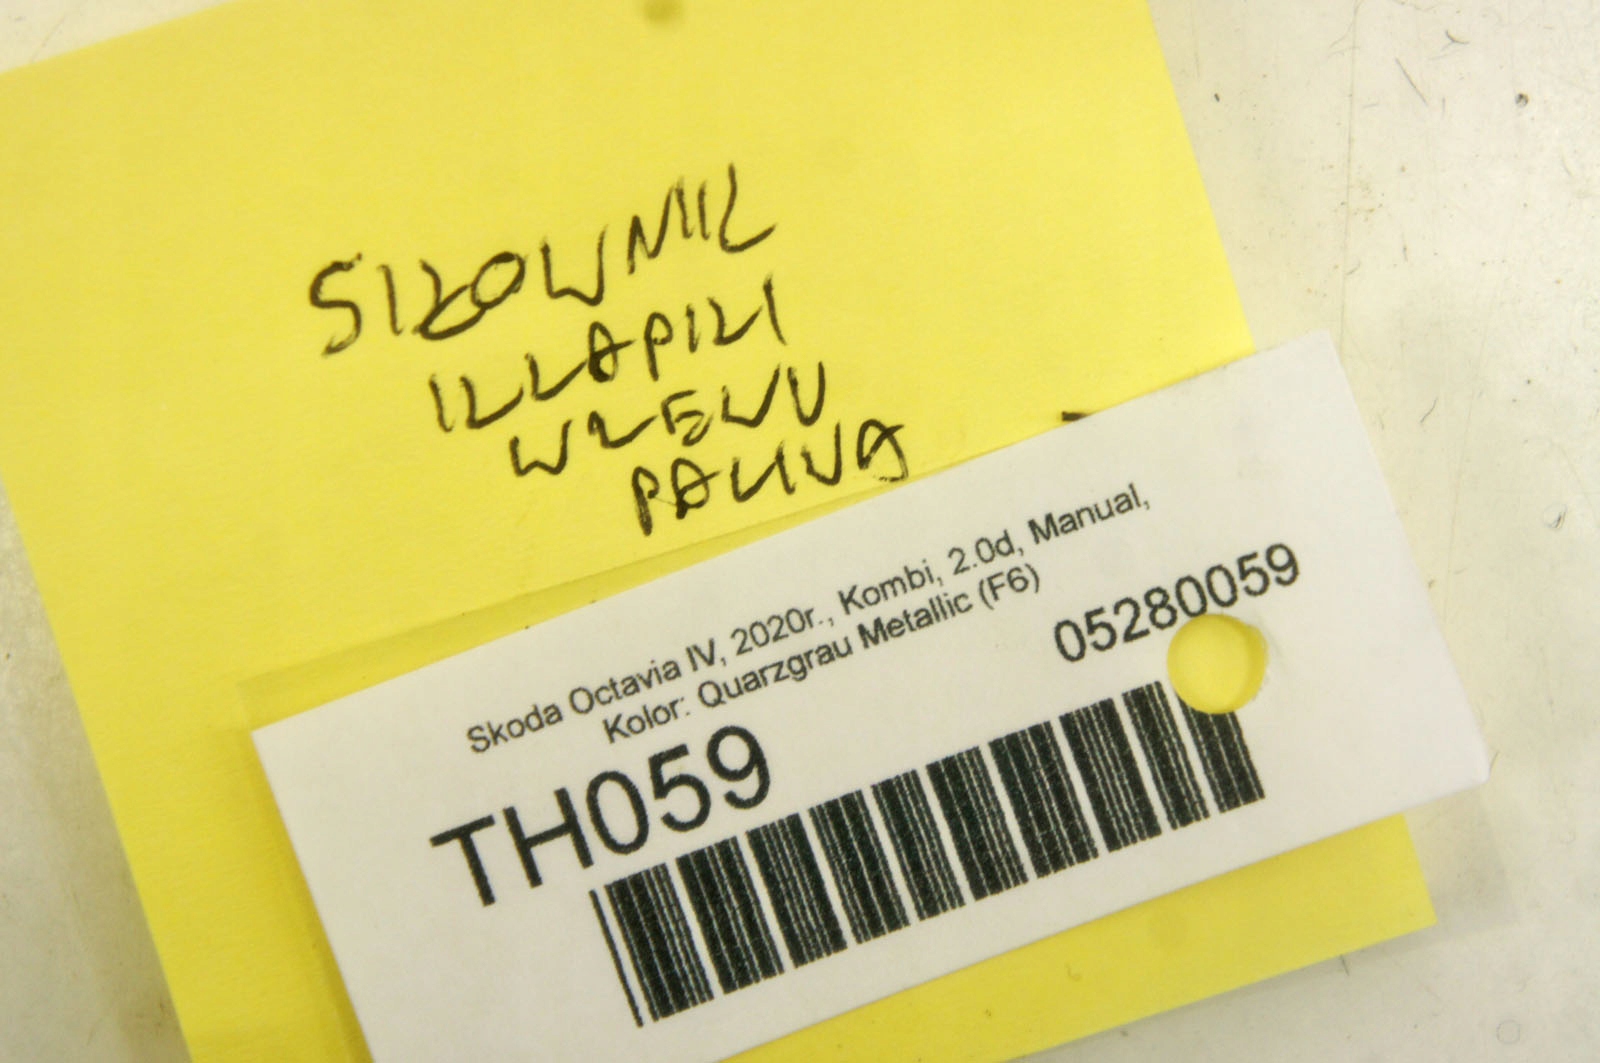 SIŁOWNIK
KLAPKI
WLEWU
PALIWA
Skoda Octavia IV, 2020r., Kombi, 2.0d, Manual,
Kolor: Quarzgrau Metallic (F6)
05280059
TH059